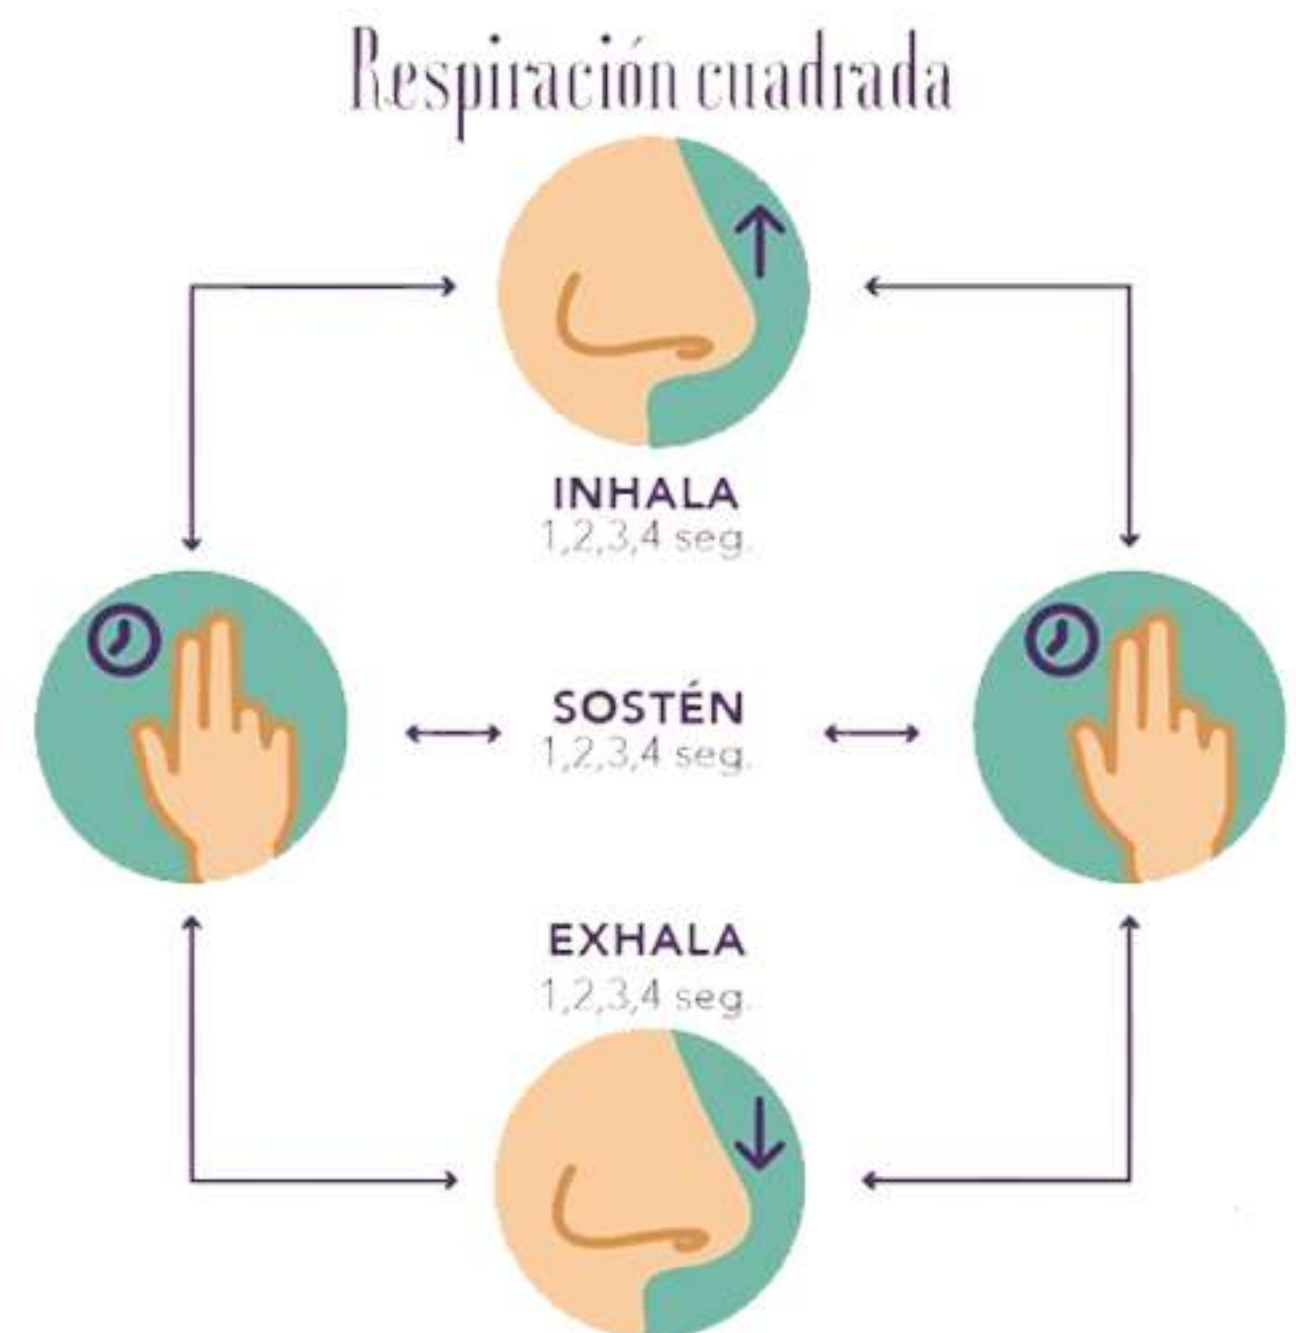 Respiración cuadrada
INHALA
1,2,3,4 seg.
SOSTÉN
1,2,3,4 seg.
EXHALA
1,2,3,4 seg.